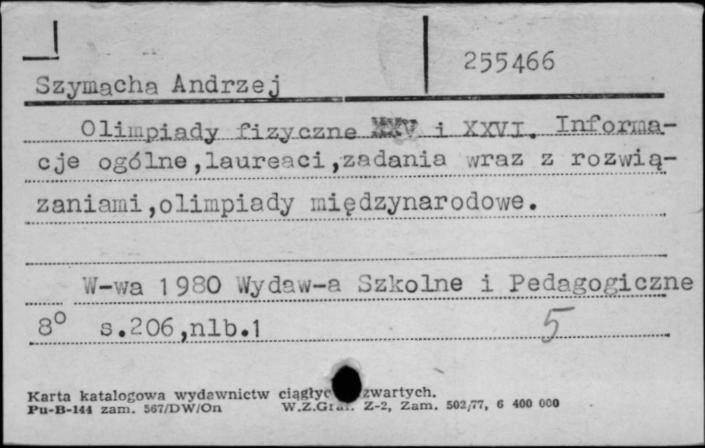 255466
Szymacha Andrzej
Olimpiady fizyczne XXV i XXVI. Informa-
cje ogólne,laureaci,zadania wraz z rozwią-
zaniami,olimpiady międzynarodowe.
W-wa 1980 Wydaw-a Szkolne i Pedagogiczne
8° s.206,nlb.1 5
Karta katalogowa wydawnictw zwartych.
Pu-B-144 zam. 567/DW/On W.Z.Graf. Z-2, Zam. 502/77, 6 400 000